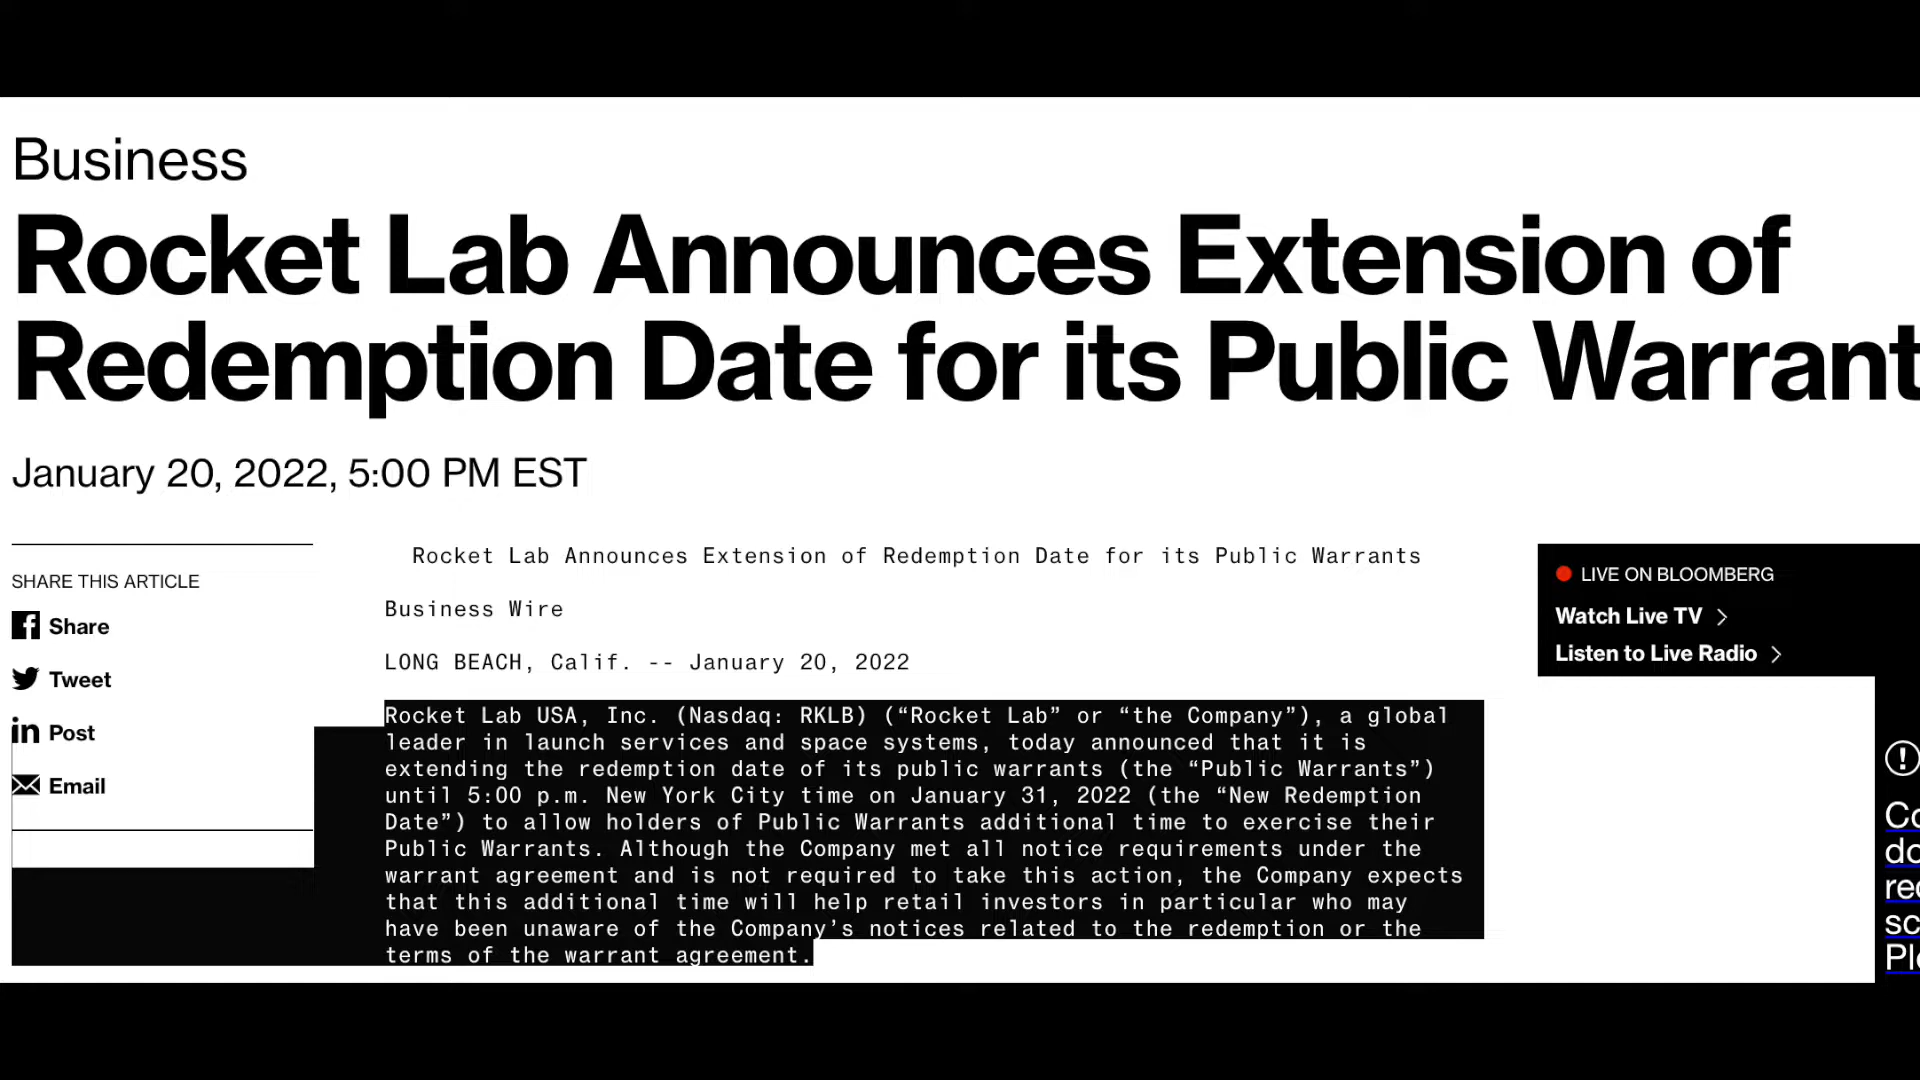 Business
Rocket Lab Announces Extension of
Redemption Date for its Public Warrant
January 20, 2022, 5:00 PM EST
SHARE THIS ARTICLE
Share
Tweet
Post
Email
Rocket Lab Announces Extension of Redemption Date for its Public Warrants
Business Wire
LONG BEACH, Calif. -- January 20, 2022
Rocket Lab USA, Inc. (Nasdaq: RKLB) (“Rocket Lab” or “the Company”), a global
leader in launch services and space systems, today announced that it is
extending the redemption date of its public warrants (the “Public Warrants”)
until 5:00 p.m. New York City time on January 31, 2022 (the “New Redemption
Date”) to allow holders of Public Warrants additional time to exercise their
Public Warrants. Although the Company met all notice requirements under the
warrant agreement and is not required to take this action, the Company expects
that this additional time will help retail investors in particular who may
have been unaware of the Company’s notices related to the redemption or the
terms of the warrant agreement.
LIVE ON BLOOMBERG
Watch Live TV
Listen to Live Radio